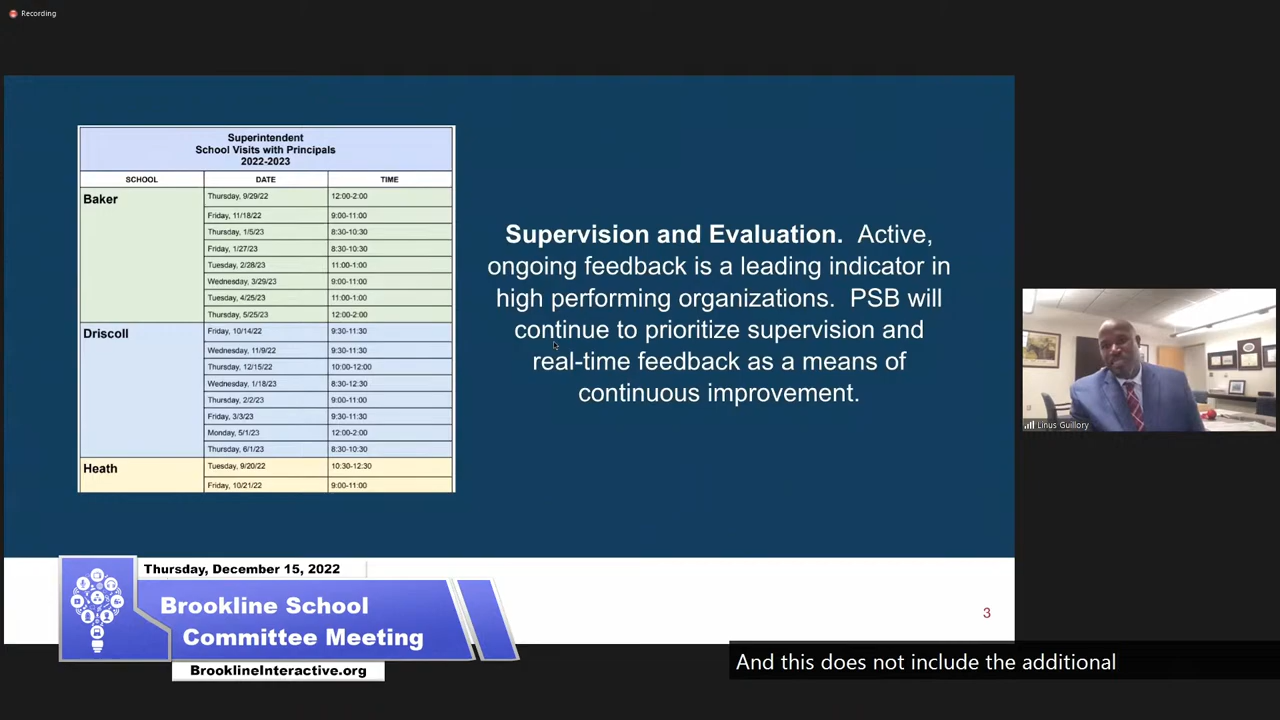 Recording
Superintendent
School Visits with Principals
2022-2023
SCHOOL DATE TIME
Baker Thursday, 9/29/22 12:00-2:00
Friday, 11/18/22 9:00-11:00
Thursday, 1/5/23 8:30-10:30
Friday, 1/27/23 8:30-10:30
Tuesday, 2/28/23 11:00-1:00
Wednesday, 3/29/23 9:00-11:00
Tuesday, 4/25/23 11:00-1:00
Thursday, 5/25/23 12:00-2:00
Driscoll Friday, 10/14/22 9:30-11:30
Wednesday, 11/9/22 9:30-11:30
Thursday, 12/15/22 10:00-12:00
Wednesday, 1/18/23 8:30-12:30
Thursday, 2/2/23 9:00-11:00
Friday, 3/3/23 9:30-11:30
Monday, 5/1/23 12:00-2:00
Thursday, 6/1/23 8:30-10:30
Heath Tuesday, 9/20/22 10:30-12:30
Friday, 10/21/22 9:00-11:00
Supervision and Evaluation. Active,
ongoing feedback is a leading indicator in
high performing organizations. PSB will
continue to prioritize supervision and
real-time feedback as a means of
continuous improvement.
Linus Guillory
Thursday, December 15, 2022
Brookline School
Committee Meeting
BrooklineInteractive.org
3
And this does not include the additional